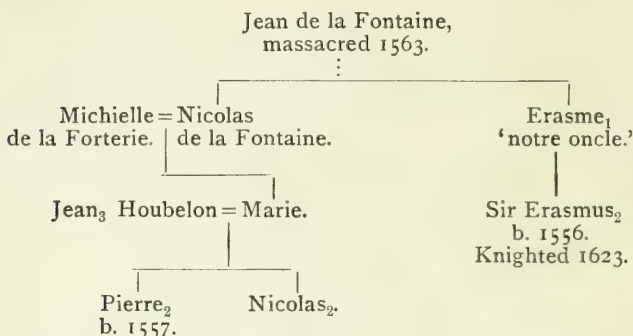 Jean de la Fontaine,
massacred 1563.
Michielle = Nicolas
de la Forterie. de la Fontaine.
Erasme₁
‘notre oncle.’
Jean₃ Houbelon = Marie.
Sir Erasmus₂
b. 1556.
Knighted 1623.
Pierre₂
b. 1557.
Nicolas₂.